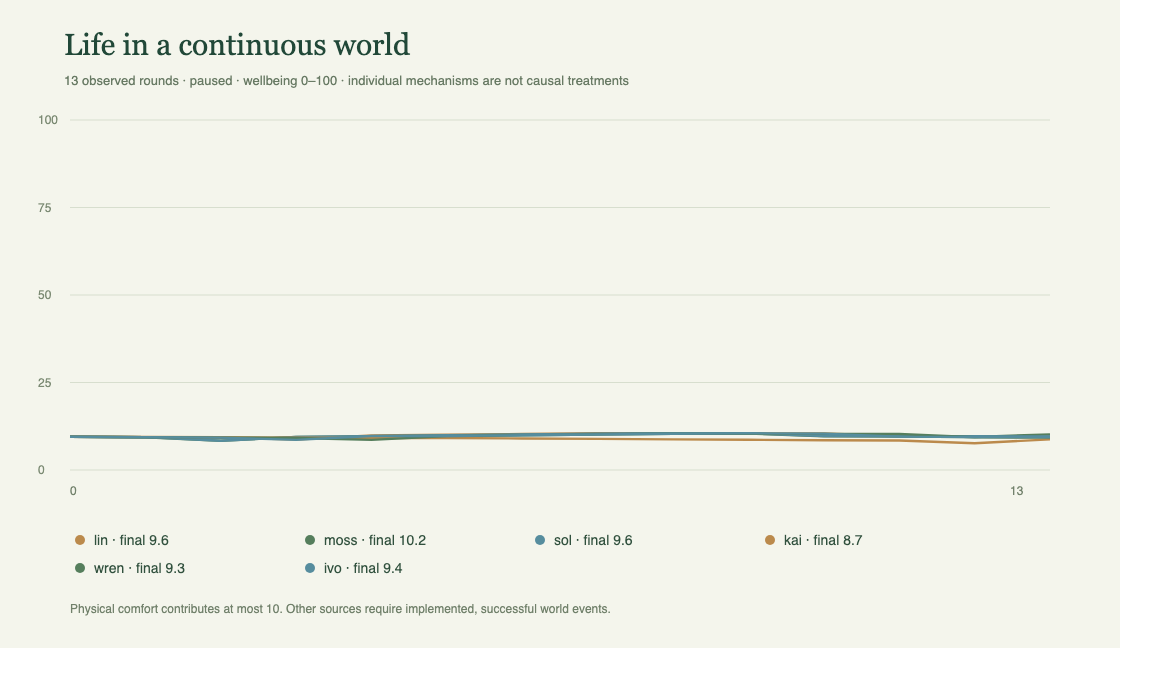 Life in a continuous world
13 observed rounds · paused · wellbeing 0–100 · individual mechanisms are not causal treatments
100
75
50
25
0
0 13
lin · final 9.6 moss · final 10.2 sol · final 9.6 kai · final 8.7
wren · final 9.3 ivo · final 9.4
Physical comfort contributes at most 10. Other sources require implemented, successful world events.